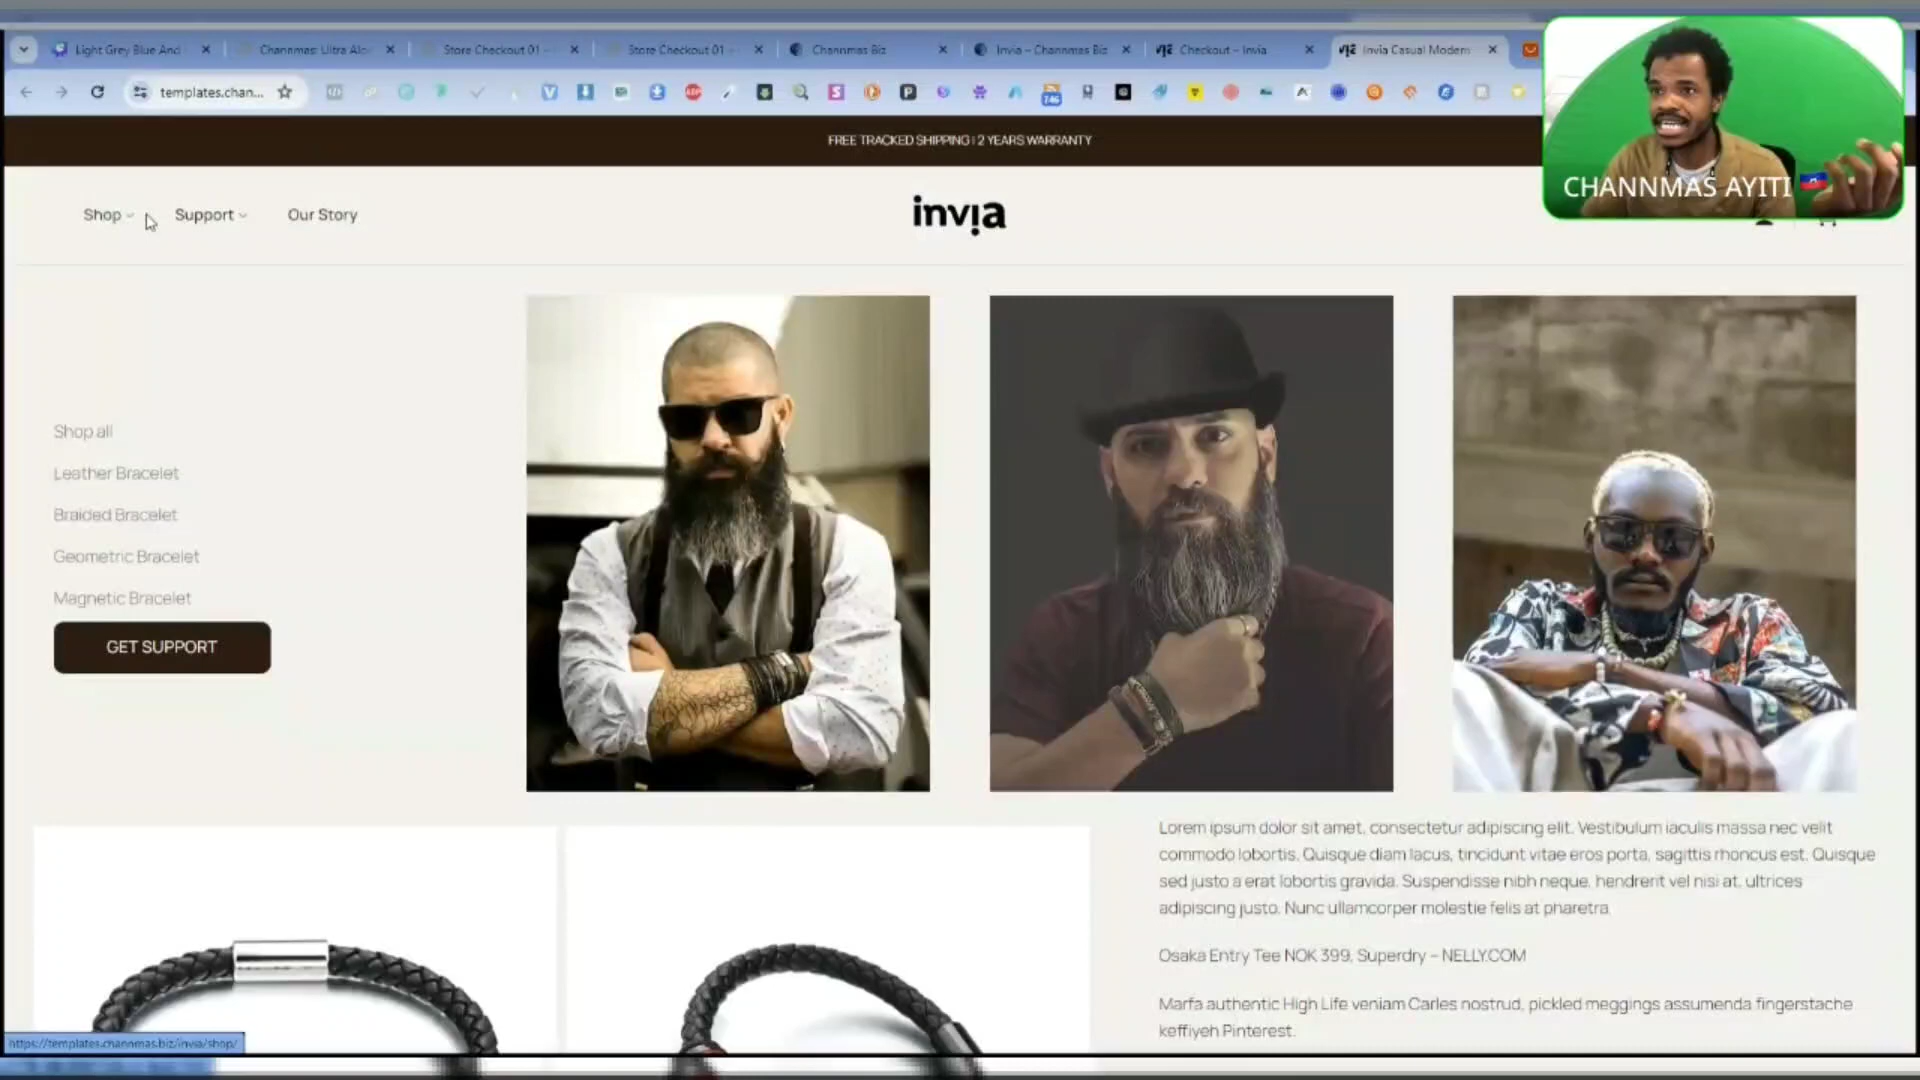 Light Grey Blue And
Channmas: Ultra Alo
Store Checkout 01 -
Store Checkout 01 -
Channmas Biz
Invia – Channmas Biz
Checkout – Invia
Invia Casual Modern
templates.chan...
746
CHANNMAS AYITI
FREE TRACKED SHIPPING | 2 YEARS WARRANTY
Shop
Support
Our Story
invia
Shop all
Leather Bracelet
Braided Bracelet
Geometric Bracelet
Magnetic Bracelet
GET SUPPORT
Lorem ipsum dolor sit amet, consectetur adipiscing elit. Vestibulum iaculis massa nec velit
commodo lobortis. Quisque diam lacus, tincidunt vitae eros porta, sagittis rhoncus est. Quisque
sed justo a erat lobortis gravida. Suspendisse nibh neque, hendrerit vel nisi at, ultrices
adipiscing justo. Nunc ullamcorper molestie felis at pharetra.
Osaka Entry Tee NOK 399, Superdry – NELLY.COM
Marfa authentic High Life veniam Carles nostrud, pickled meggings assumenda fingerstache
keffiyeh Pinterest.
https://templates.channmas.biz/invia/shop/